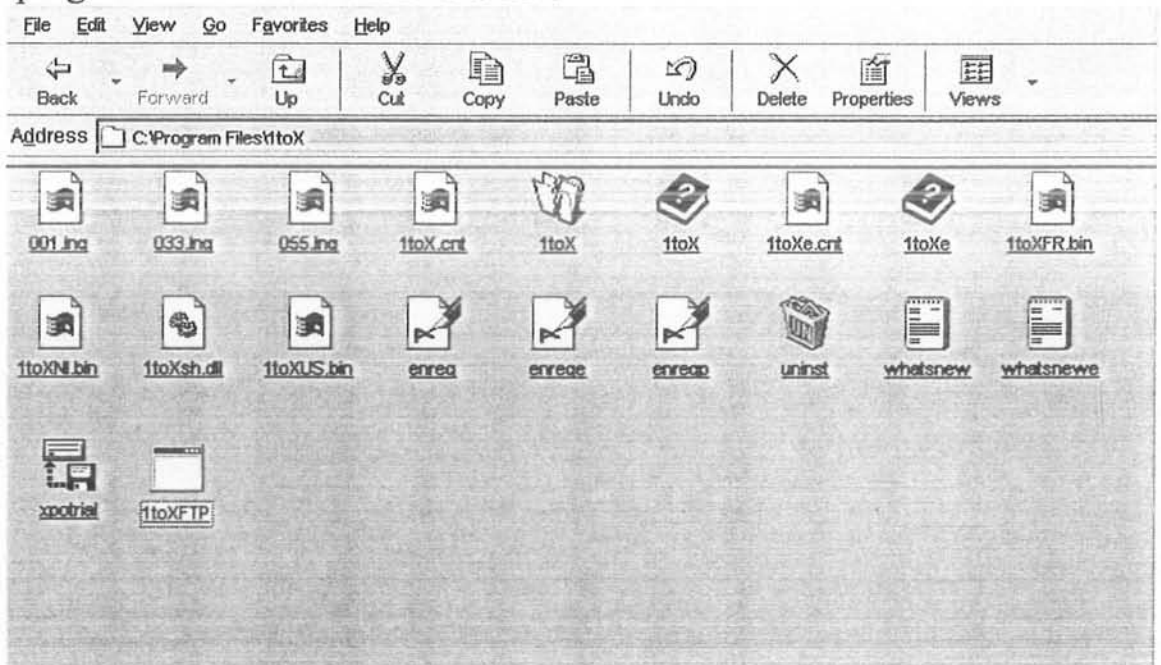 File Edit View Go Favorites Help
Back Forward Up Cut Copy Paste Undo Delete Properties Views
Address C:\Program Files\1toX
001.lng 033.lng 055.lng 1toX.cnt 1toX 1toX 1toXe.cnt 1toXe 1toXFR.bin
1toXNl.bin 1toXsh.dll 1toXUS.bin enreg enrege enregp uninst whatsnew whatsnewe
xpotrial 1toXFTP